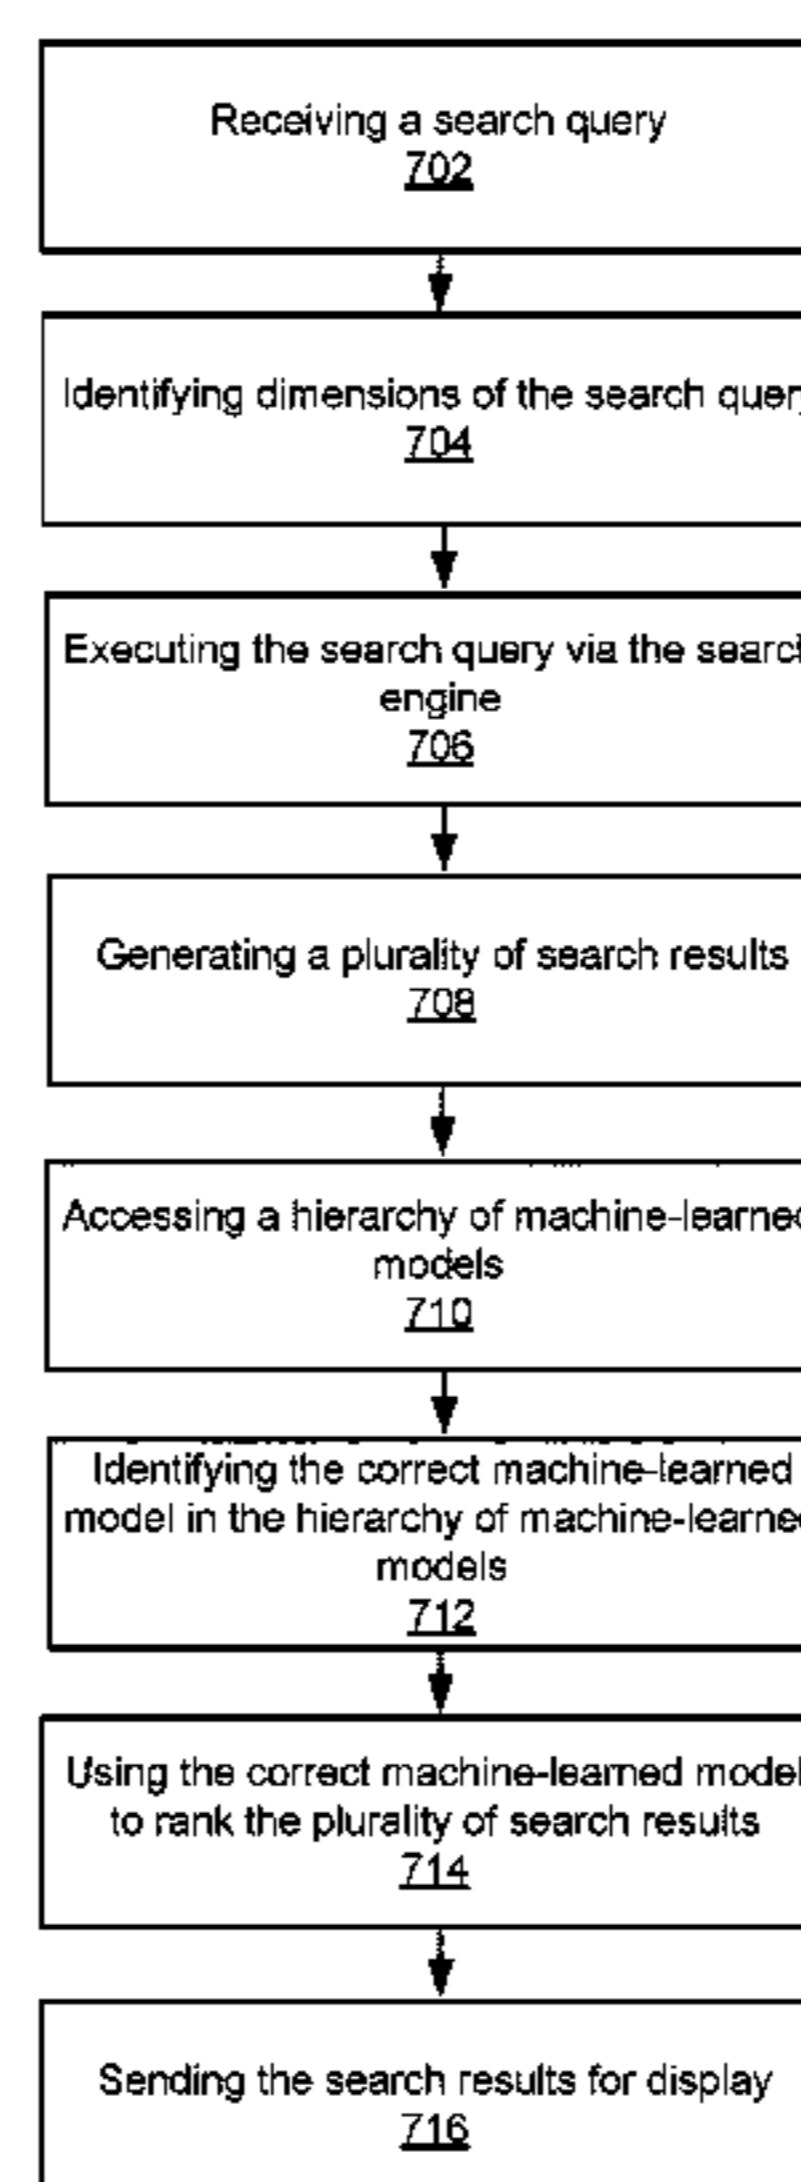 Receiving a search query
702
Identifying dimensions of the search query
704
Executing the search query via the search
engine
706
Generating a plurality of search results
708
Accessing a hierarchy of machine-learned
models
710
Identifying the correct machine-learned
model in the hierarchy of machine-learned
models
712
Using the correct machine-learned model
to rank the plurality of search results
714
Sending the search results for display
716